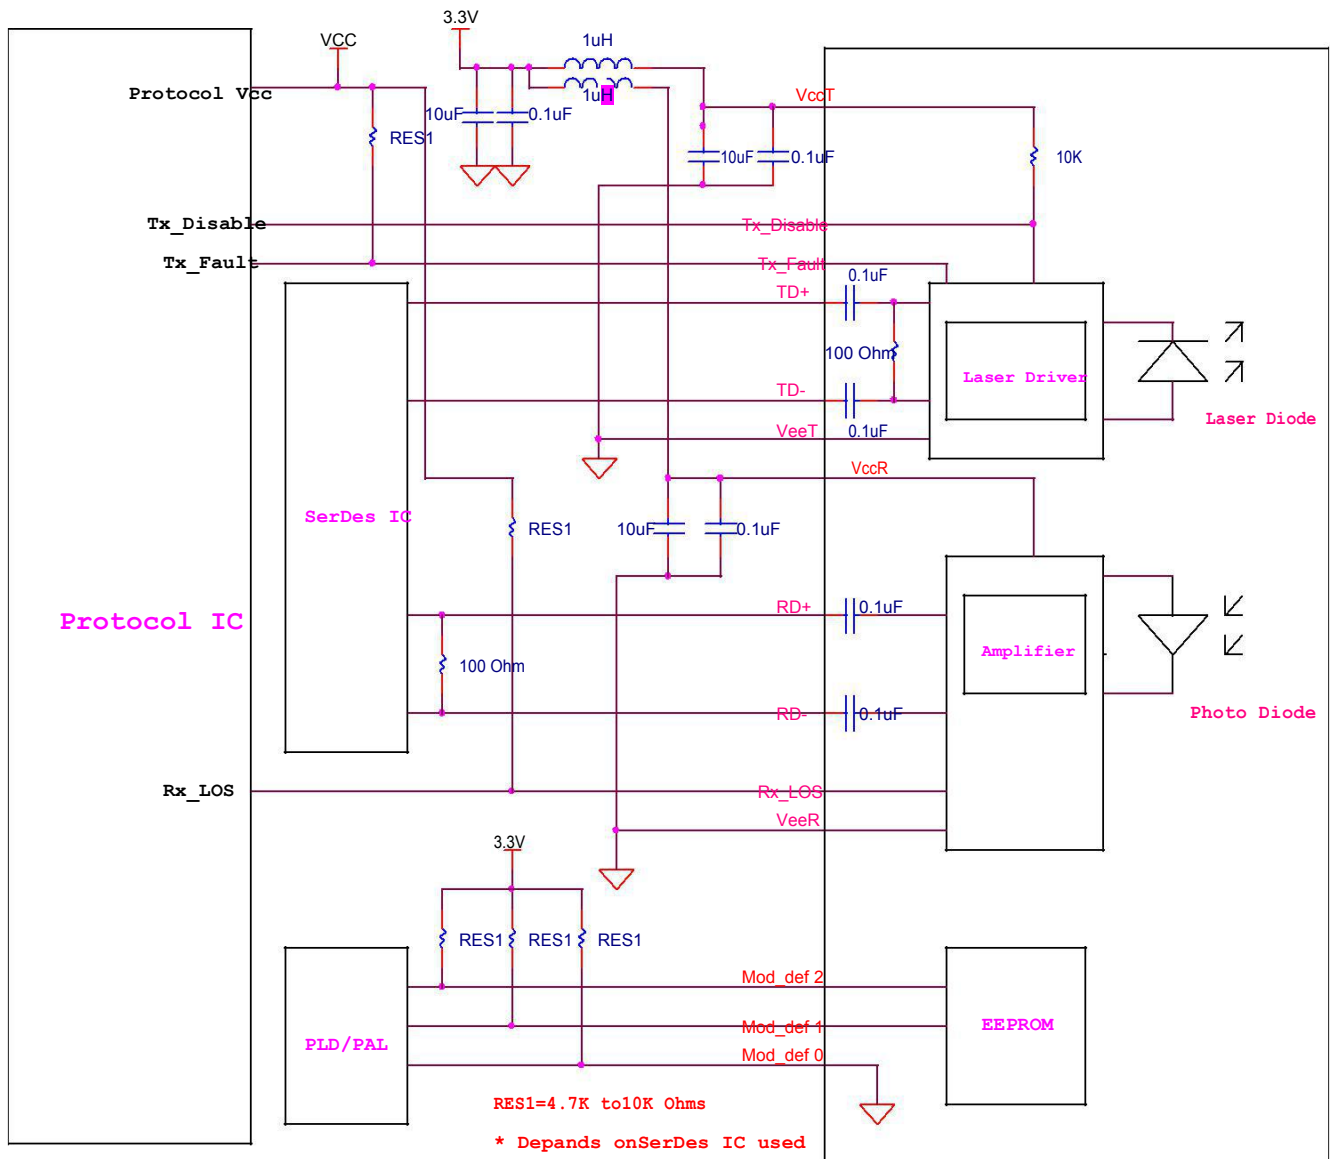 3.3V
1uH
VCC
Protocol Vcc
1uH
VccT
10uF
0.1uF
RES1
10uF
0.1uF
10K
Tx_Disable
Tx_Disable
Tx_Fault
Tx_Fault
0.1uF
TD+
100 Ohm
Laser Driver
TD-
Laser Diode
VeeT
0.1uF
VccR
SerDes IC
RES1
10uF
0.1uF
RD+
0.1uF
Protocol IC
Amplifier
100 Ohm
RD-
0.1uF
Photo Diode
Rx_LOS
Rx_LOS
VeeR
3.3V
RES1
RES1
RES1
Mod_def 2
EEPROM
Mod_def 1
PLD/PAL
Mod_def 0
RES1=4.7K to10K Ohms
* Depands onSerDes IC used